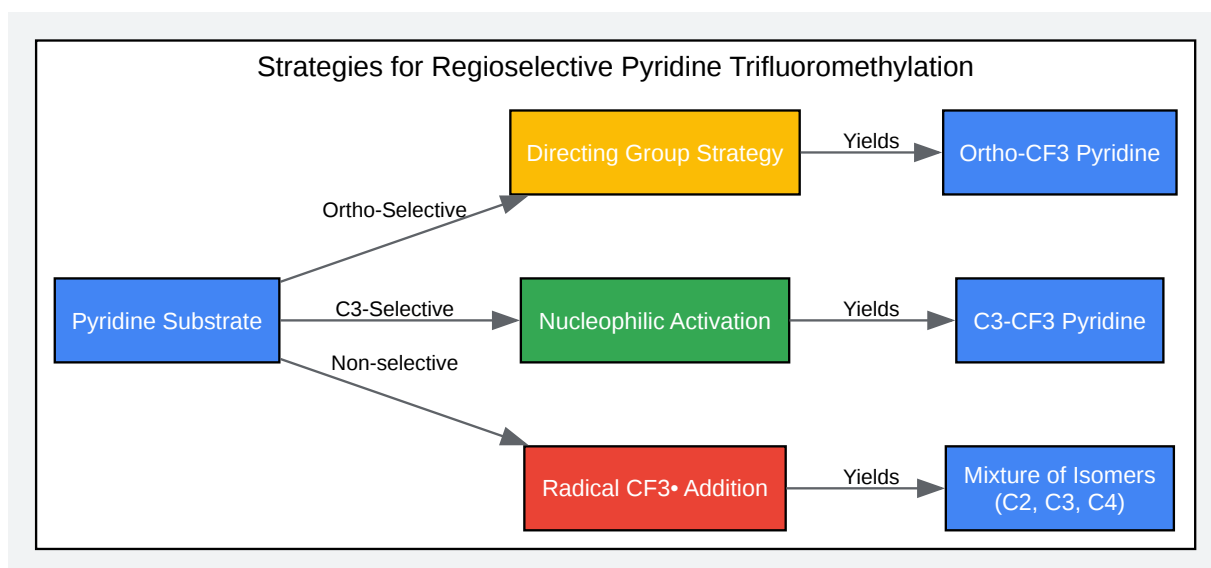 Strategies for Regioselective Pyridine Trifluoromethylation
Directing Group Strategy
Yields
Ortho-CF3 Pyridine
Ortho-Selective
Pyridine Substrate
C3-Selective
Nucleophilic Activation
Yields
C3-CF3 Pyridine
Non-selective
Radical CF3• Addition
Yields
Mixture of Isomers
(C2, C3, C4)